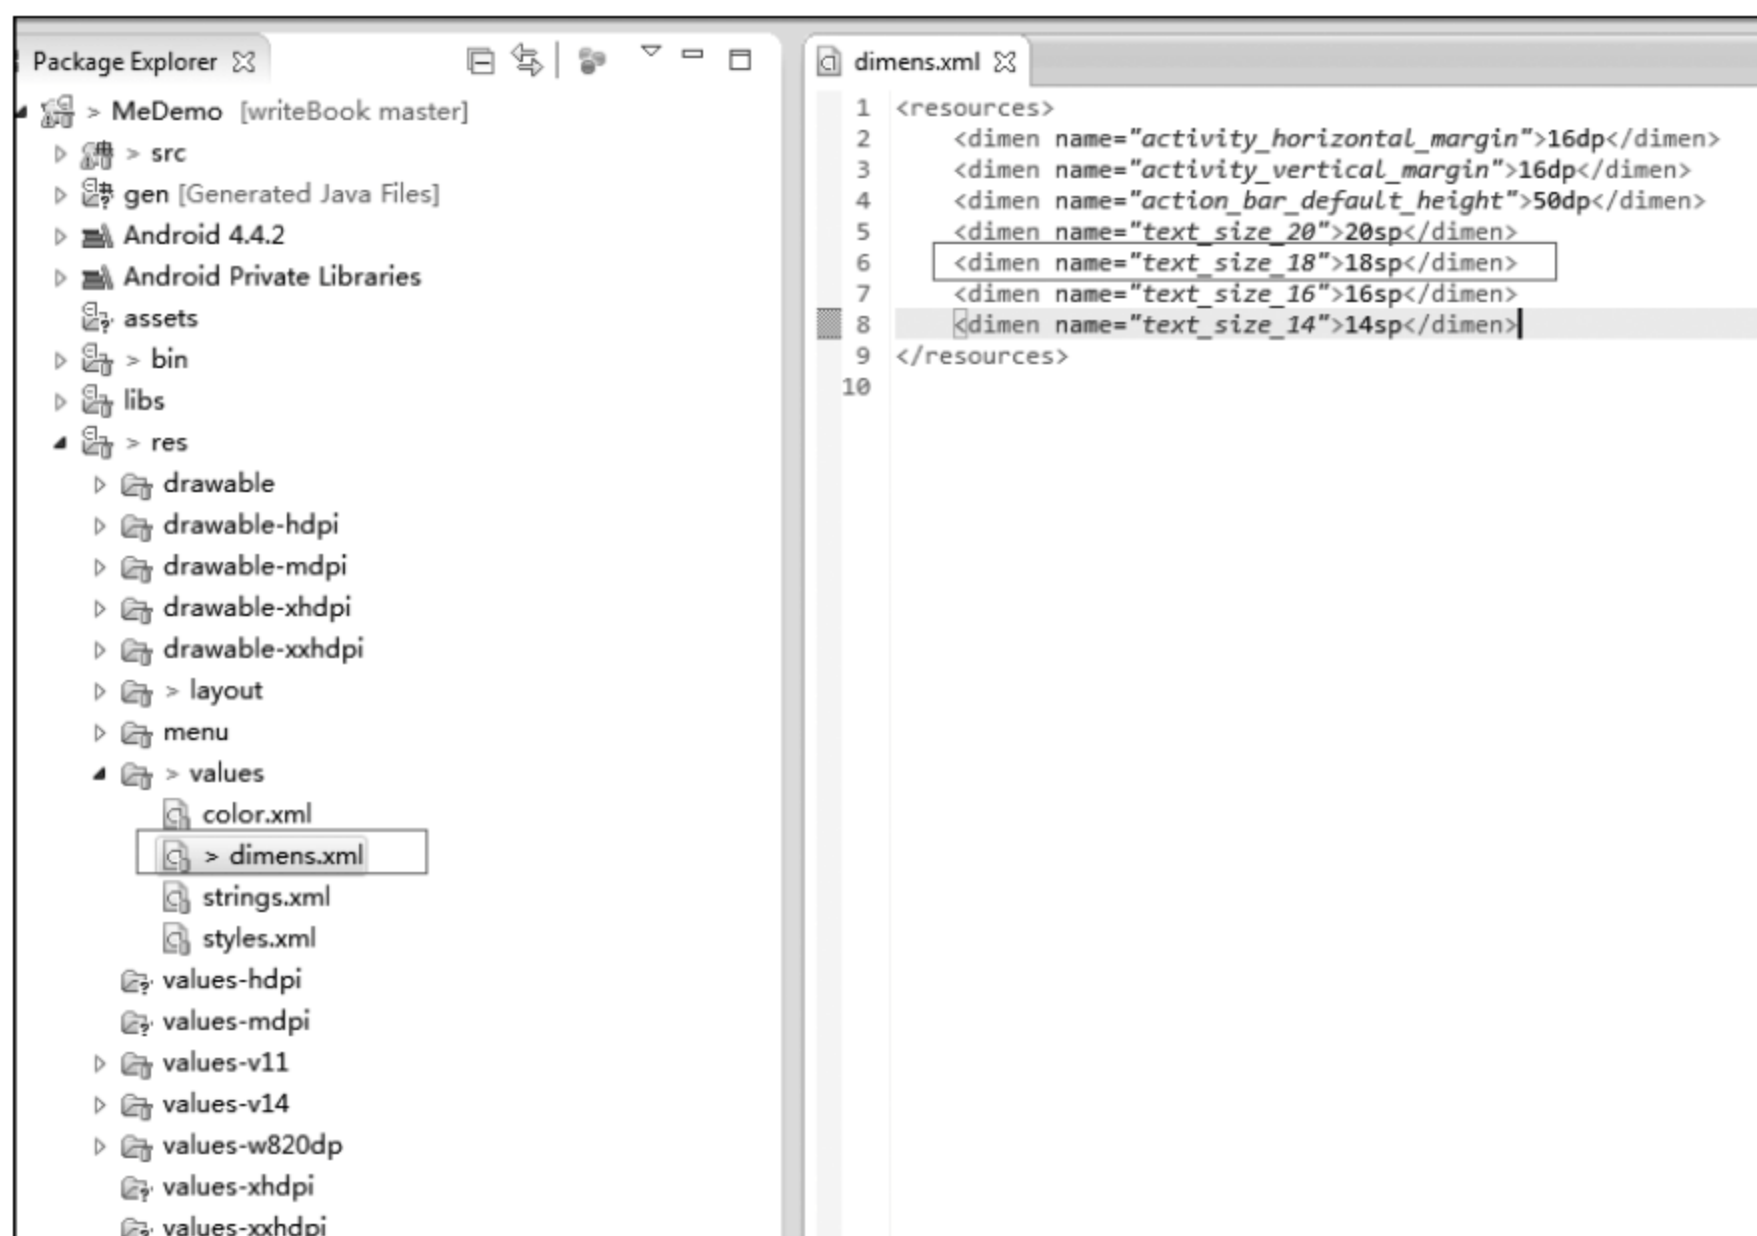 Package Explorer
> MeDemo [writeBook master]
> src
gen [Generated Java Files]
Android 4.4.2
Android Private Libraries
assets
> bin
libs
> res
drawable
drawable-hdpi
drawable-mdpi
drawable-xhdpi
drawable-xxhdpi
> layout
menu
> values
color.xml
> dimens.xml
strings.xml
styles.xml
values-hdpi
values-mdpi
values-v11
values-v14
values-w820dp
values-xhdpi
values-xxhdpi
dimens.xml
1 <resources>
2 <dimen name="activity_horizontal_margin">16dp</dimen>
3 <dimen name="activity_vertical_margin">16dp</dimen>
4 <dimen name="action_bar_default_height">50dp</dimen>
5 <dimen name="text_size_20">20sp</dimen>
6 <dimen name="text_size_18">18sp</dimen>
7 <dimen name="text_size_16">16sp</dimen>
8 <dimen name="text_size_14">14sp</dimen>
9 </resources>
10